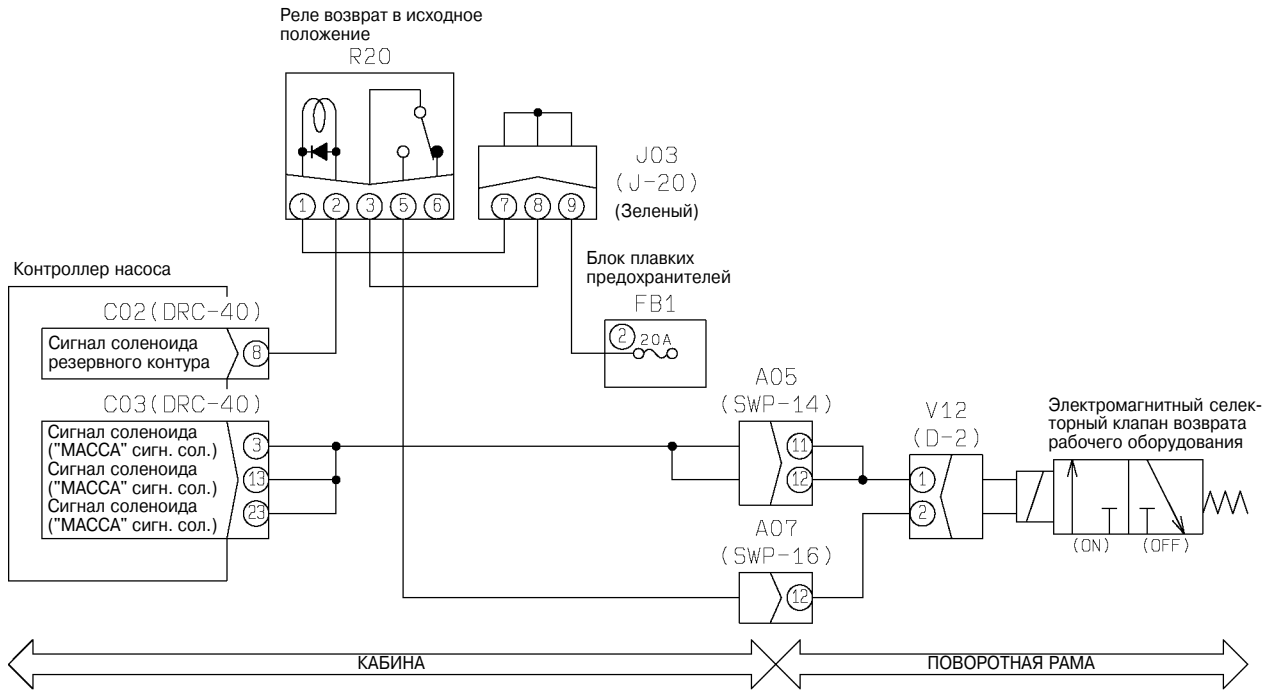 Реле возврат в исходное
положение
R20
1 2 3 5 6
7 8 9
J03
(J-20)
(Зеленый)
Блок плавких
предохранителей
FB1
2 20A
Контроллер насоса
C02(DRC-40)
Сигнал соленоида
резервного контура
8
C03(DRC-40)
Сигнал соленоида
("МАССА" сигн. сол.)
3
Сигнал соленоида
("МАССА" сигн. сол.)
13
Сигнал соленоида
("МАССА" сигн. сол.)
23
A05
(SWP-14)
11
12
A07
(SWP-16)
12
V12
(D-2)
1
2
Электромагнитный селек-
торный клапан возврата
рабочего оборудования
(ON) (OFF)
КАБИНА
ПОВОРОТНАЯ РАМА